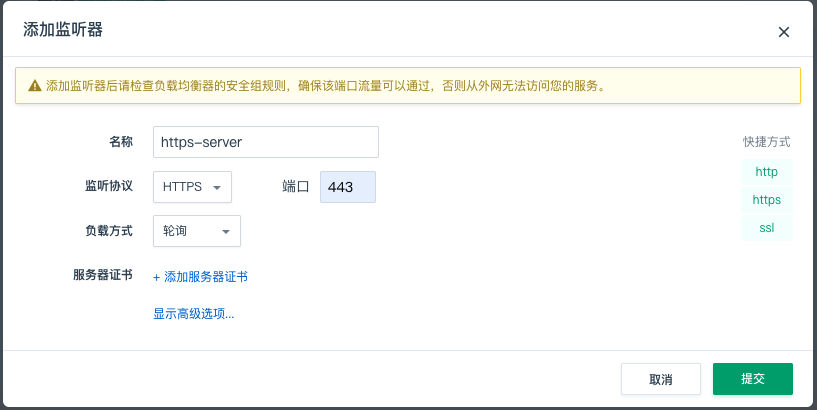 添加监听器
添加监听器后请检查负载均衡器的安全组规则，确保该端口流量可以通过，否则从外网无法访问您的服务。
名称 https-server
快捷方式
http
https
ssl
监听协议 HTTPS 端口 443
负载方式 轮询
服务器证书 + 添加服务器证书
显示高级选项...
取消 提交